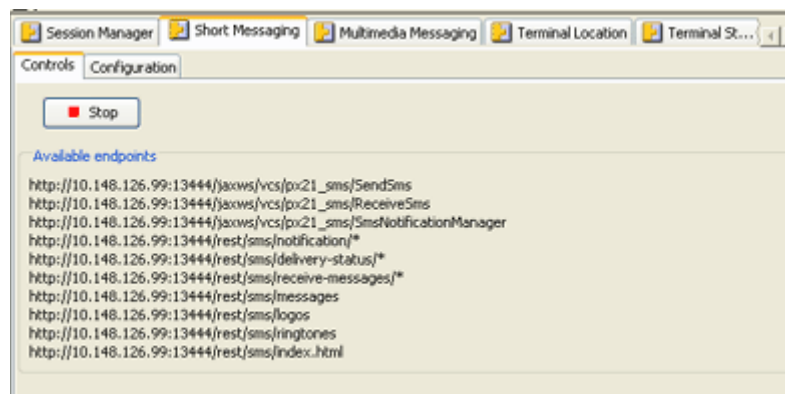 Session Manager Short Messaging Multimedia Messaging Terminal Location Terminal St...
Controls Configuration
Stop
Available endpoints
http://10.148.126.99:13444/jaxws/vcs/px21_sms/SendSms
http://10.148.126.99:13444/jaxws/vcs/px21_sms/ReceiveSms
http://10.148.126.99:13444/jaxws/vcs/px21_sms/SmsNotificationManager
http://10.148.126.99:13444/rest/sms/notification/*
http://10.148.126.99:13444/rest/sms/delivery-status/*
http://10.148.126.99:13444/rest/sms/receive-messages/*
http://10.148.126.99:13444/rest/sms/messages
http://10.148.126.99:13444/rest/sms/logos
http://10.148.126.99:13444/rest/sms/ringtones
http://10.148.126.99:13444/rest/sms/index.html